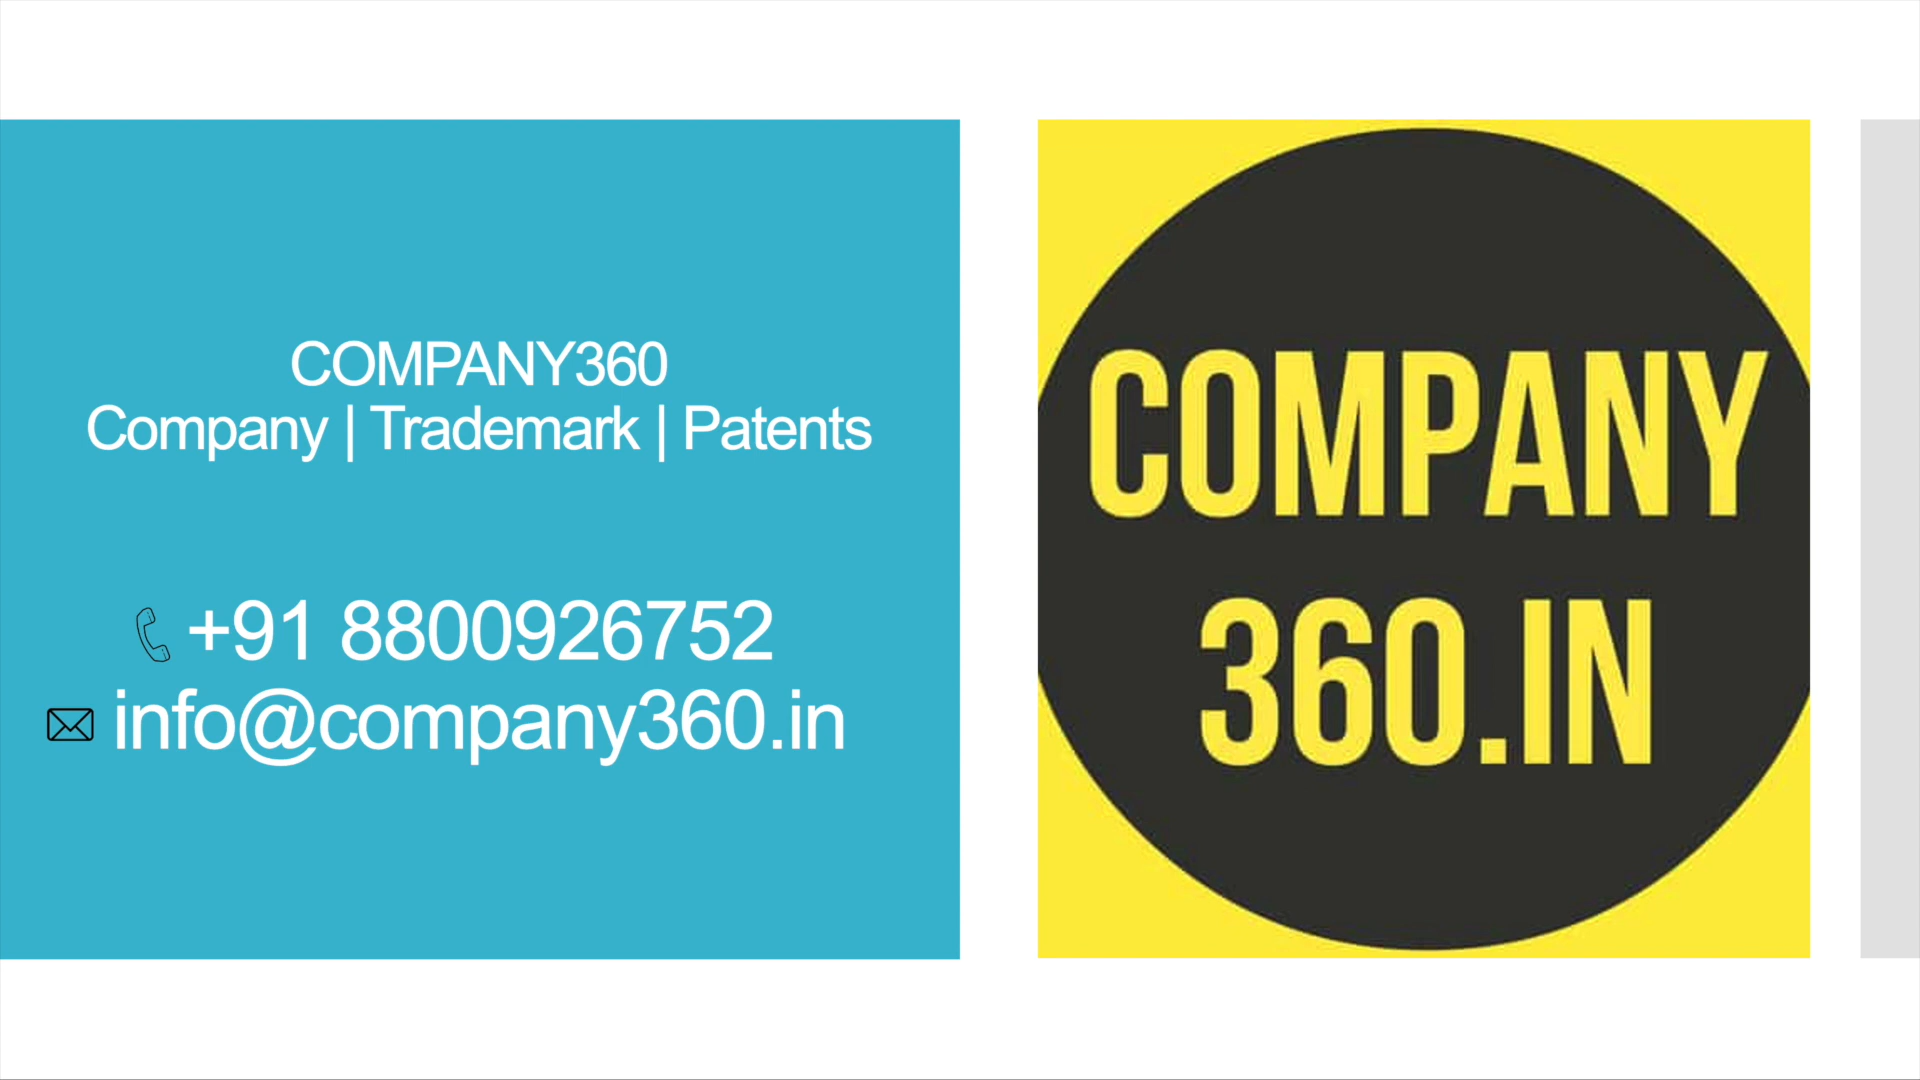 COMPANY360
Company | Trademark | Patents
+91 8800926752
info@company360.in
COMPANY
360.IN